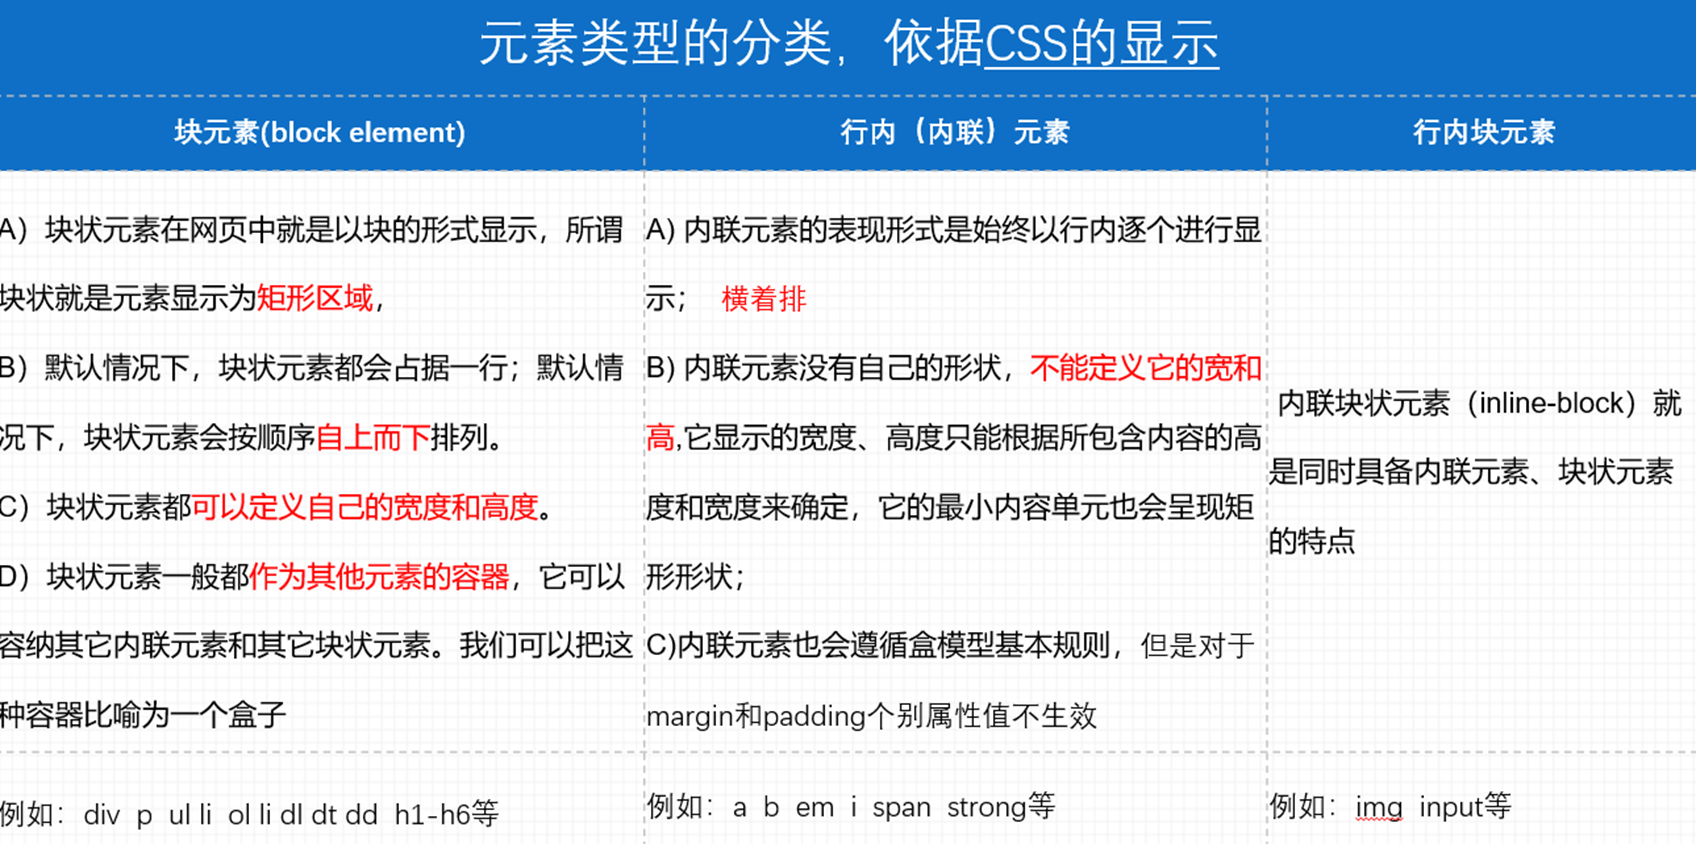 元素类型的分类，依据CSS的显示
块元素(block element)
行内（内联）元素
行内块元素
A）块状元素在网页中就是以块的形式显示，所谓
块状就是元素显示为矩形区域，
B）默认情况下，块状元素都会占据一行；默认情
况下，块状元素会按顺序自上而下排列。
C）块状元素都可以定义自己的宽度和高度。
D）块状元素一般都作为其他元素的容器，它可以
容纳其它内联元素和其它块状元素。我们可以把这
种容器比喻为一个盒子
A) 内联元素的表现形式是始终以行内逐个进行显
示； 横着排
B) 内联元素没有自己的形状，不能定义它的宽和
高,它显示的宽度、高度只能根据所包含内容的高
度和宽度来确定，它的最小内容单元也会呈现矩
形形状；
C)内联元素也会遵循盒模型基本规则，但是对于
margin和padding个别属性值不生效
内联块状元素（inline-block）就
是同时具备内联元素、块状元素
的特点
例如：div p ul li ol li dl dt dd h1-h6等
例如：a b em i span strong等
例如：img input等